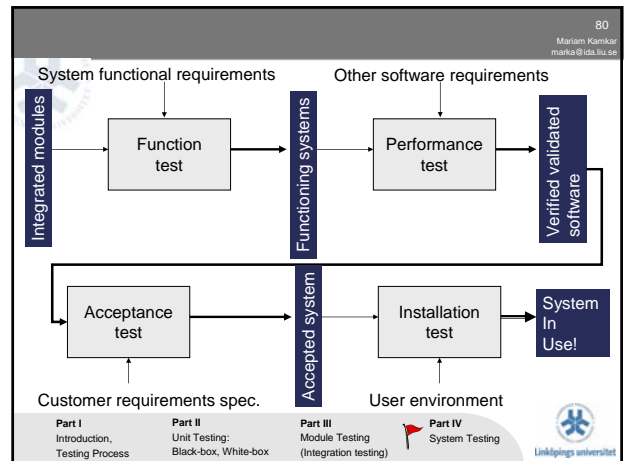 80
Mariam Kamkar
marka@ida.liu.se
System functional requirements
Other software requirements
Integrated modules
Function
test
Functioning systems
Performance
test
Verified validated
software
Acceptance
test
Accepted system
Installation
test
System
In
Use!
Customer requirements spec.
User environment
Part I
Introduction,
Testing Process
Part II
Unit Testing:
Black-box, White-box
Part III
Module Testing
(Integration testing)
Part IV
System Testing
Linköpings universitet